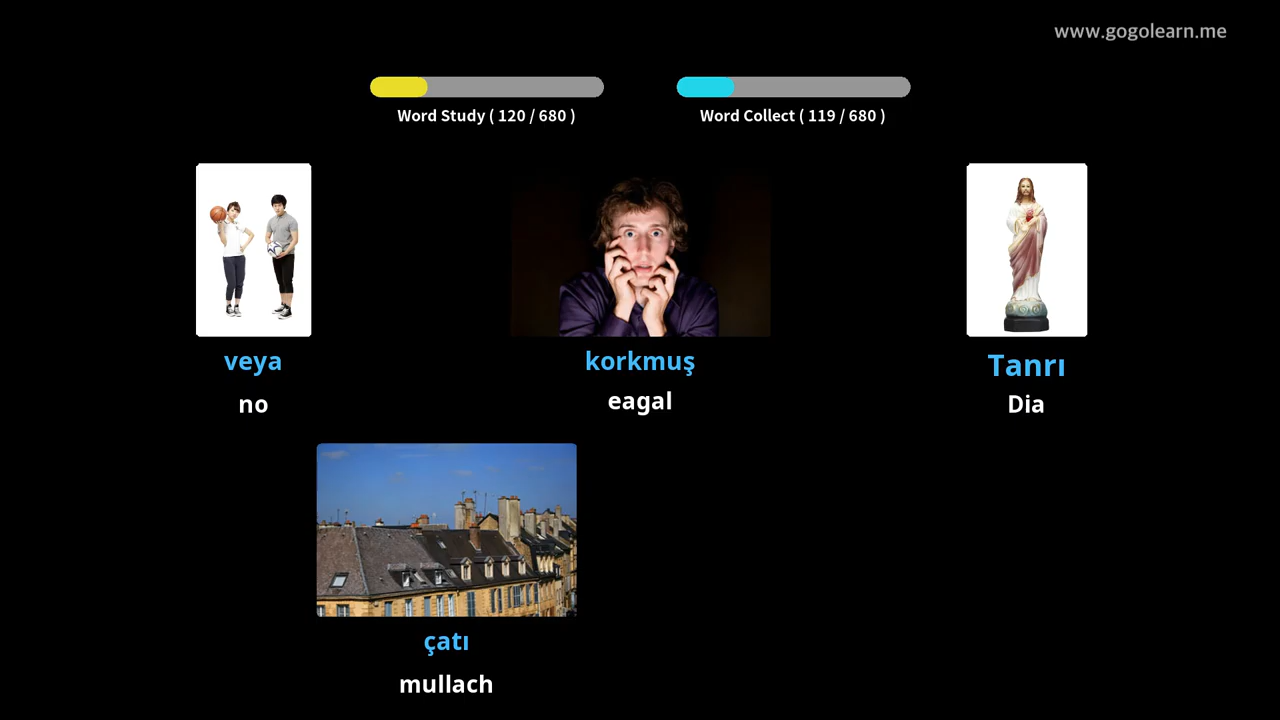 www.gogolearn.me
Word Study ( 120 / 680 )
Word Collect ( 119 / 680 )
veya
korkmuş
Tanrı
no
eagal
Dia
çatı
mullach